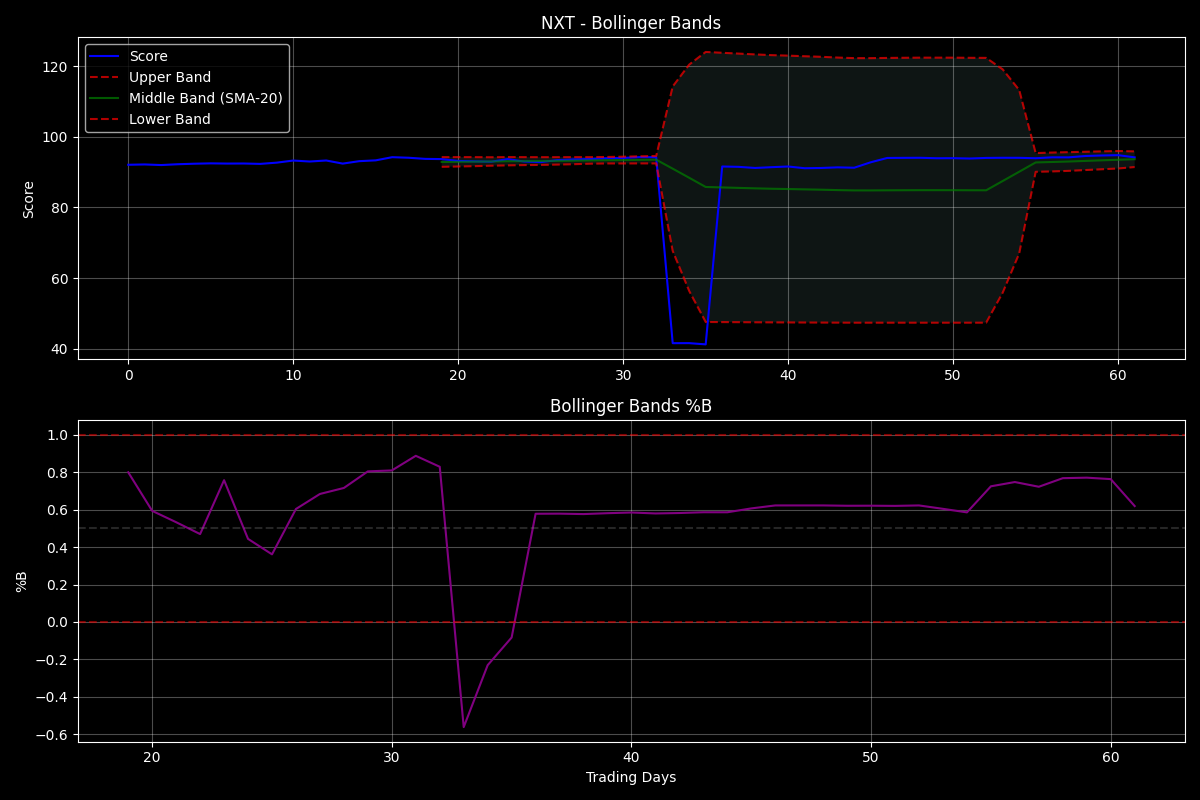 NXT - Bollinger Bands
Score
Upper Band
Middle Band (SMA-20)
Lower Band
Score
120
100
80
60
40
0 10 20 30 40 50 60
Bollinger Bands %B
%B
1.0
0.8
0.6
0.4
0.2
0.0
−0.2
−0.4
−0.6
20 30 40 50 60
Trading Days